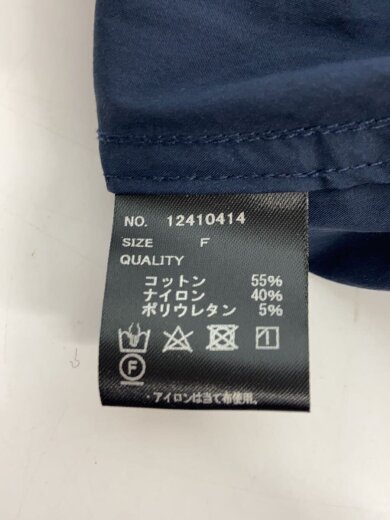 NO. 12410414
SIZE F
QUALITY
コットン 55%
ナイロン 40%
ポリウレタン 5%
F
・アイロンは当て布使用。